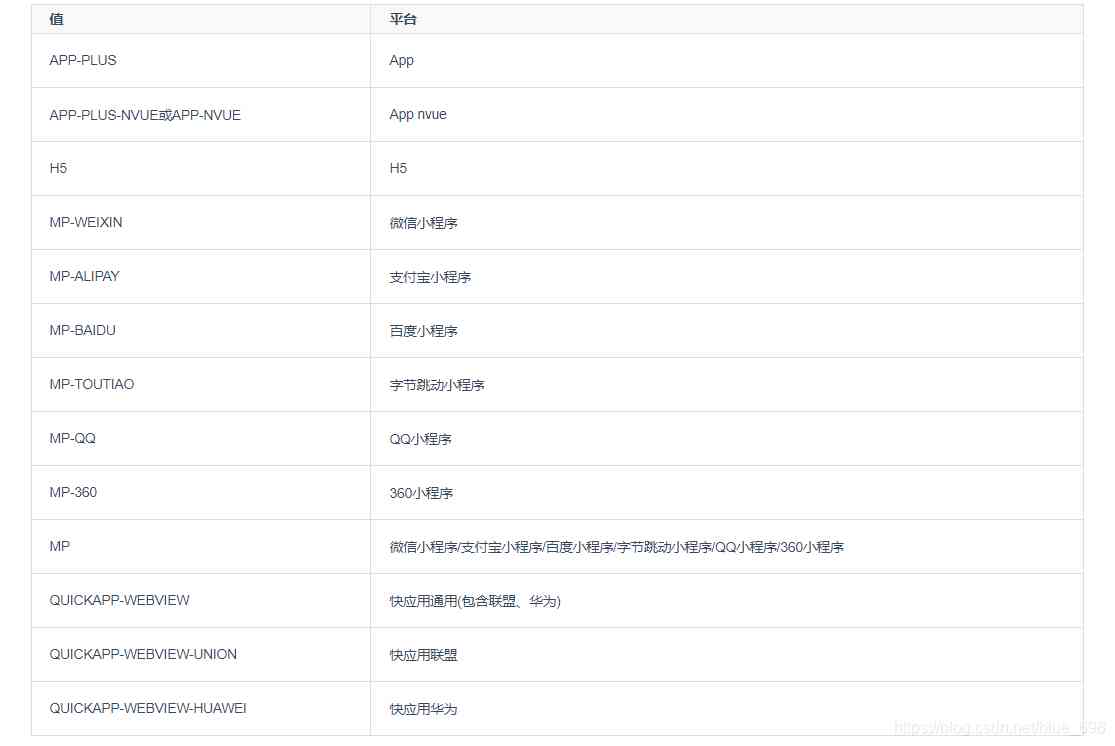 值 平台
APP-PLUS App
APP-PLUS-NVUE或APP-NVUE App nvue
H5 H5
MP-WEIXIN 微信小程序
MP-ALIPAY 支付宝小程序
MP-BAIDU 百度小程序
MP-TOUTIAO 字节跳动小程序
MP-QQ QQ小程序
MP-360 360小程序
MP 微信小程序/支付宝小程序/百度小程序/字节跳动小程序/QQ小程序/360小程序
QUICKAPP-WEBVIEW 快应用通用(包含联盟、华为)
QUICKAPP-WEBVIEW-UNION 快应用联盟
QUICKAPP-WEBVIEW-HUAWEI 快应用华为
https://blog.csdn.net/blue_698